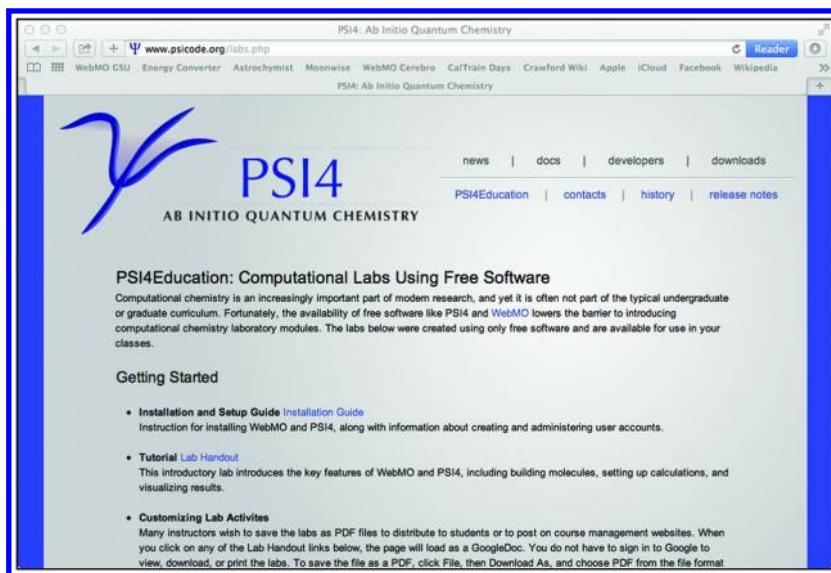 PSI4: Ab Initio Quantum Chemistry
www.psicode.org/labs.php
Reader
WebMO GSU Energy Converter Astrochymist Moonwise WebMO Cerebro CalTrain Days Crawford Wiki Apple iCloud Facebook Wikipedia
PSI4: Ab Initio Quantum Chemistry
news | docs | developers | downloads
PSI4
PSI4Education | contacts | history | release notes
AB INITIO QUANTUM CHEMISTRY
PSI4Education: Computational Labs Using Free Software
Computational chemistry is an increasingly important part of modern research, and yet it is often not part of the typical undergraduate
or graduate curriculum. Fortunately, the availability of free software like PSI4 and WebMO lowers the barrier to introducing
computational chemistry laboratory modules. The labs below were created using only free software and are available for use in your
classes.
Getting Started
• Installation and Setup Guide Installation Guide
Instruction for installing WebMO and PSI4, along with information about creating and administering user accounts.
• Tutorial Lab Handout
This introductory lab introduces the key features of WebMO and PSI4, including building molecules, setting up calculations, and
visualizing results.
• Customizing Lab Activites
Many instructors wish to save the labs as PDF files to distribute to students or to post on course management websites. When
you click on any of the Lab Handout links below, the page will load as a GoogleDoc. You do not have to sign in to Google to
view, download, or print the labs. To save the file as a PDF, click File, then Download As, and choose PDF from the file format